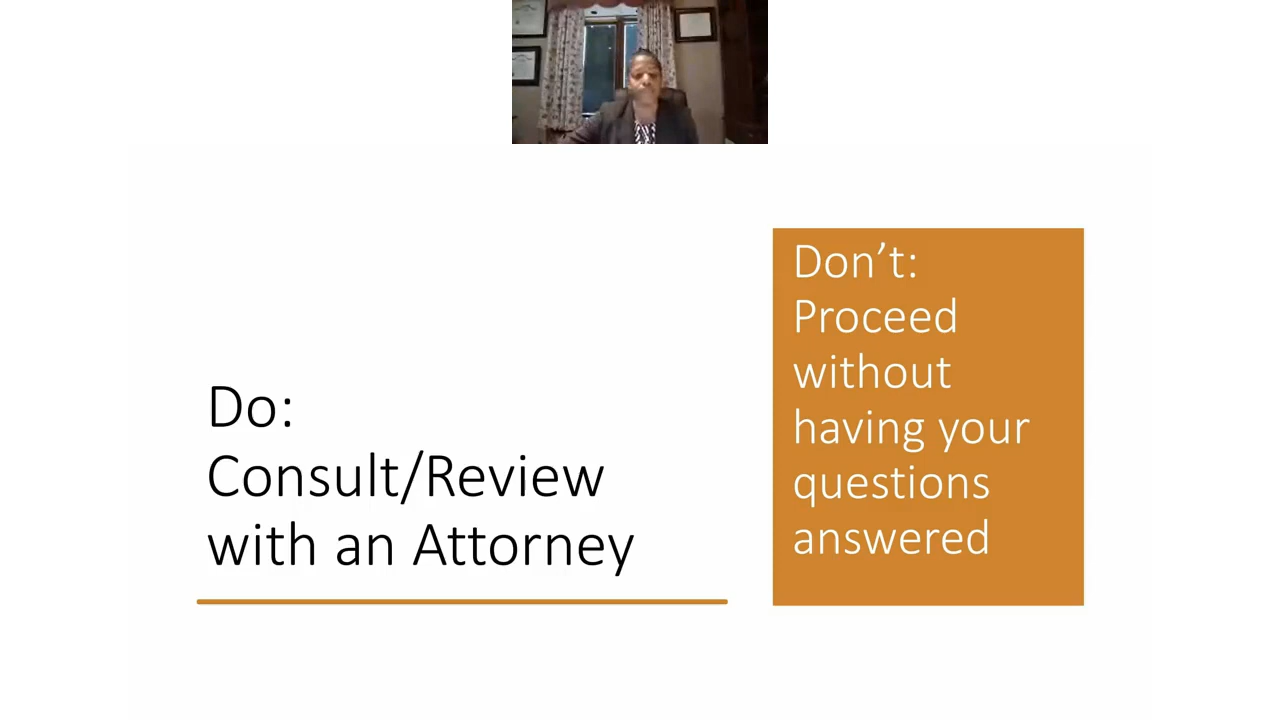 Do:
Consult/Review
with an Attorney
Don’t:
Proceed
without
having your
questions
answered